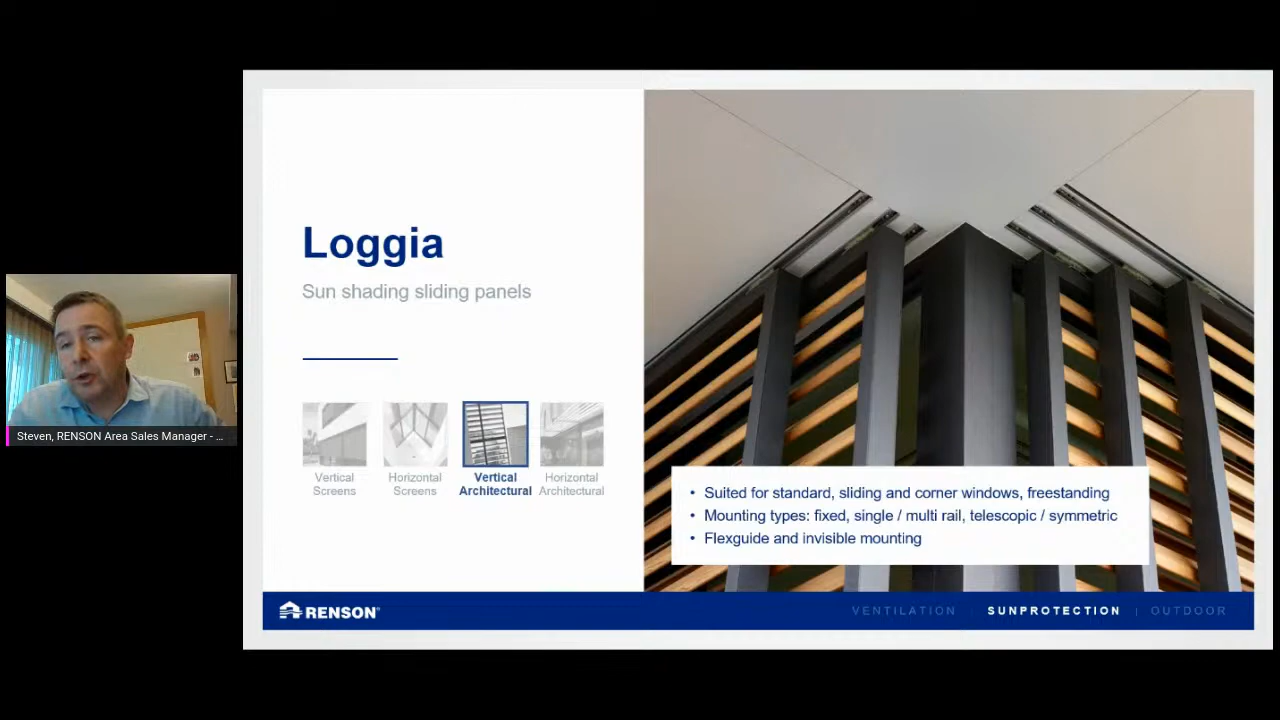 Loggia
Sun shading sliding panels
Vertical
Screens
Horizontal
Screens
Vertical
Architectural
Horizontal
Architectural
• Suited for standard, sliding and corner windows, freestanding
• Mounting types: fixed, single / multi rail, telescopic / symmetric
• Flexguide and invisible mounting
Steven, RENSON Area Sales Manager - ...
RENSON®
VENTILATION | SUNPROTECTION | OUTDOOR